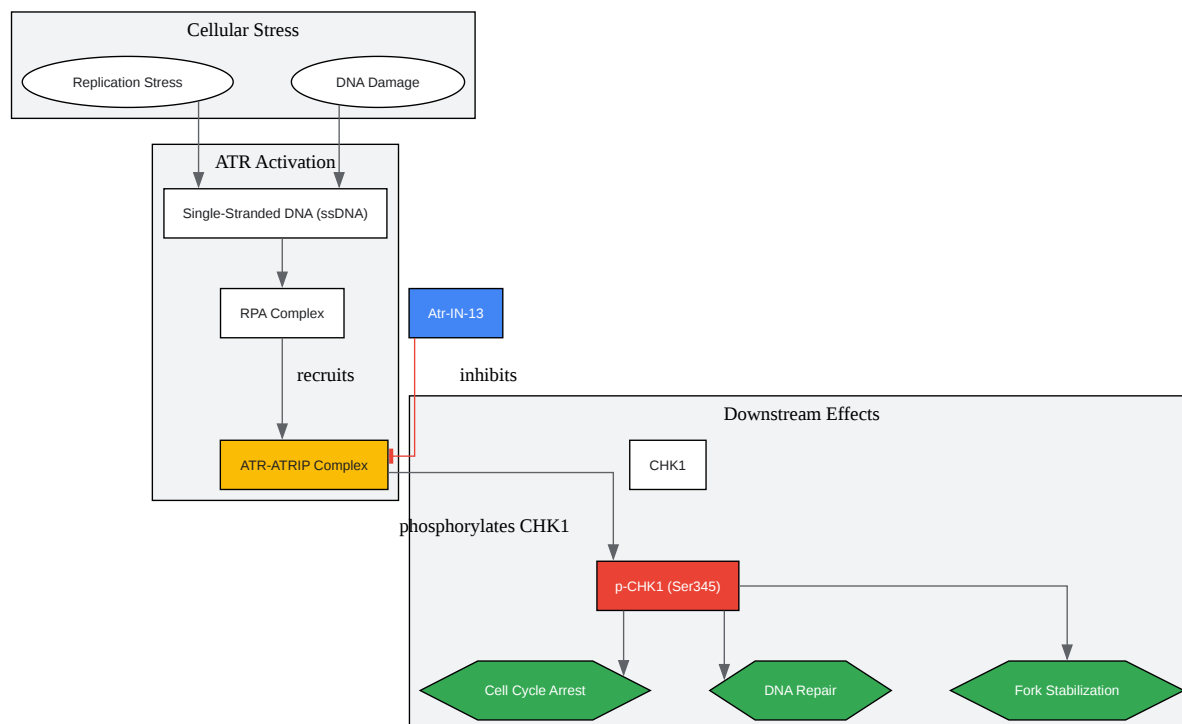 Cellular Stress
Replication Stress
DNA Damage
ATR Activation
Single-Stranded DNA (ssDNA)
RPA Complex
Atr-IN-13
recruits
inhibits
Downstream Effects
ATR-ATRIP Complex
CHK1
phosphorylates CHK1
p-CHK1 (Ser345)
Cell Cycle Arrest
DNA Repair
Fork Stabilization